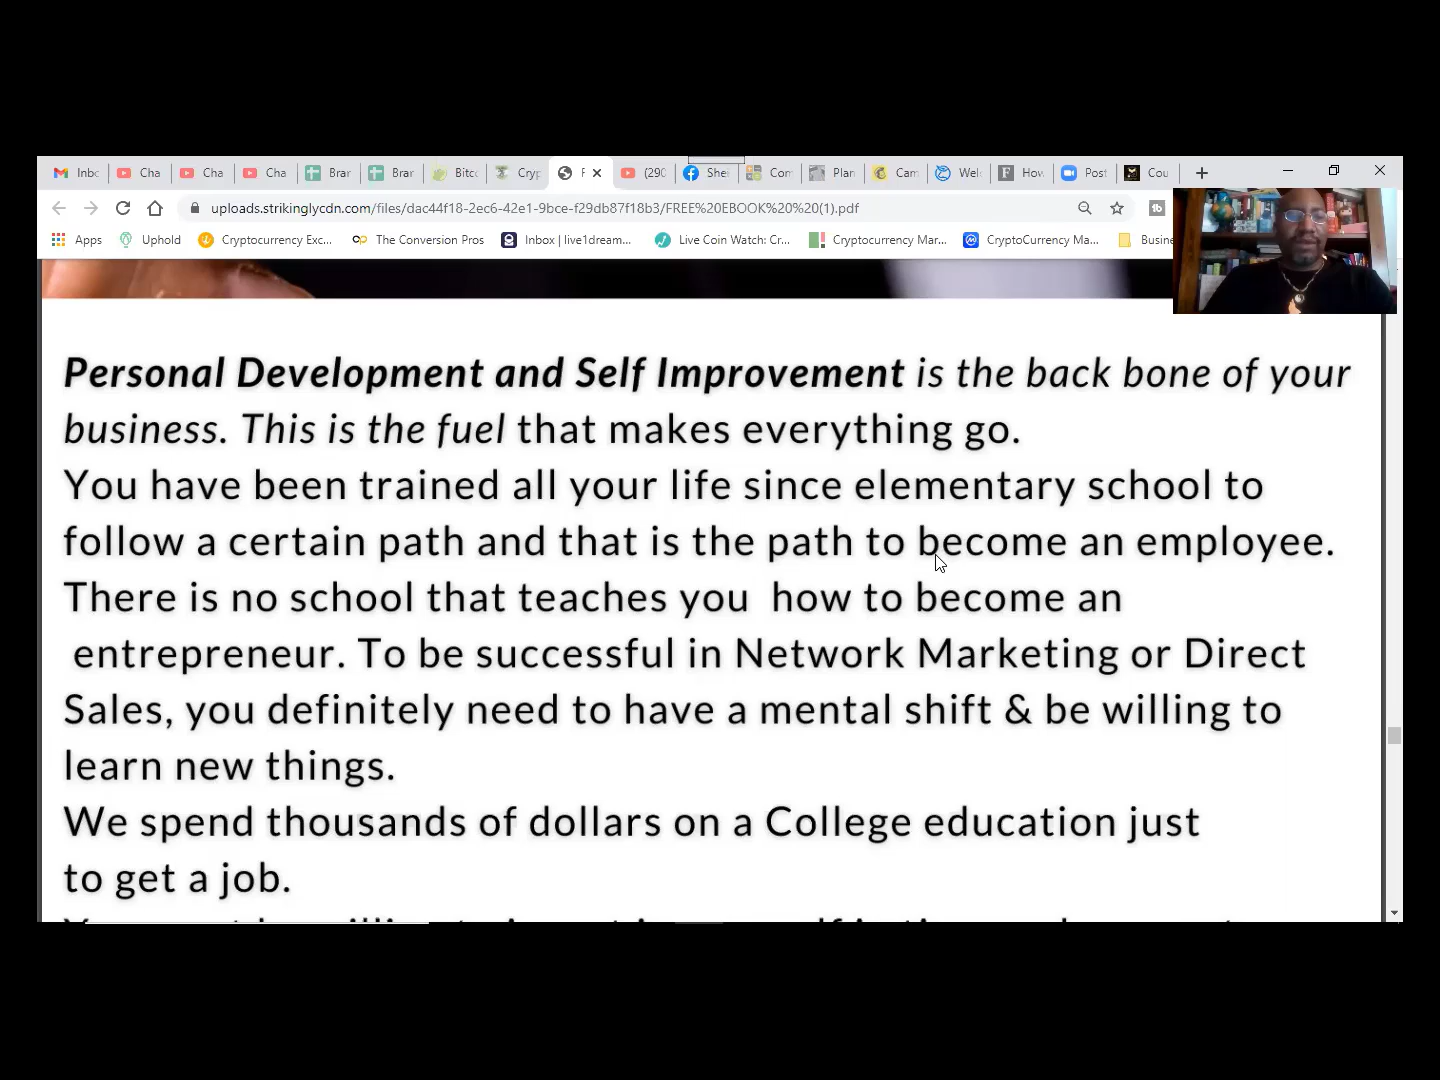 Inbc
Cha
Cha
Cha
Brar
Brar
Bitcc
Cryp
F
(290
Shei
Con
Plan
Cam
Wel
How
Post
Cou
uploads.strikinglycdn.com/files/dac44f18-2ec6-42e1-9bce-f29db87f18b3/FREE%20EBOOK%20%20(1).pdf
Apps
Uphold
Cryptocurrency Exc...
The Conversion Pros
Inbox | live1dream...
Live Coin Watch: Cr...
Cryptocurrency Mar...
CryptoCurrency Ma...
Busine
Personal Development and Self Improvement is the back bone of your
business. This is the fuel that makes everything go.
You have been trained all your life since elementary school to
follow a certain path and that is the path to become an employee.
There is no school that teaches you  how to become an
entrepreneur. To be successful in Network Marketing or Direct
Sales, you definitely need to have a mental shift & be willing to
learn new things.
We spend thousands of dollars on a College education just
to get a job.